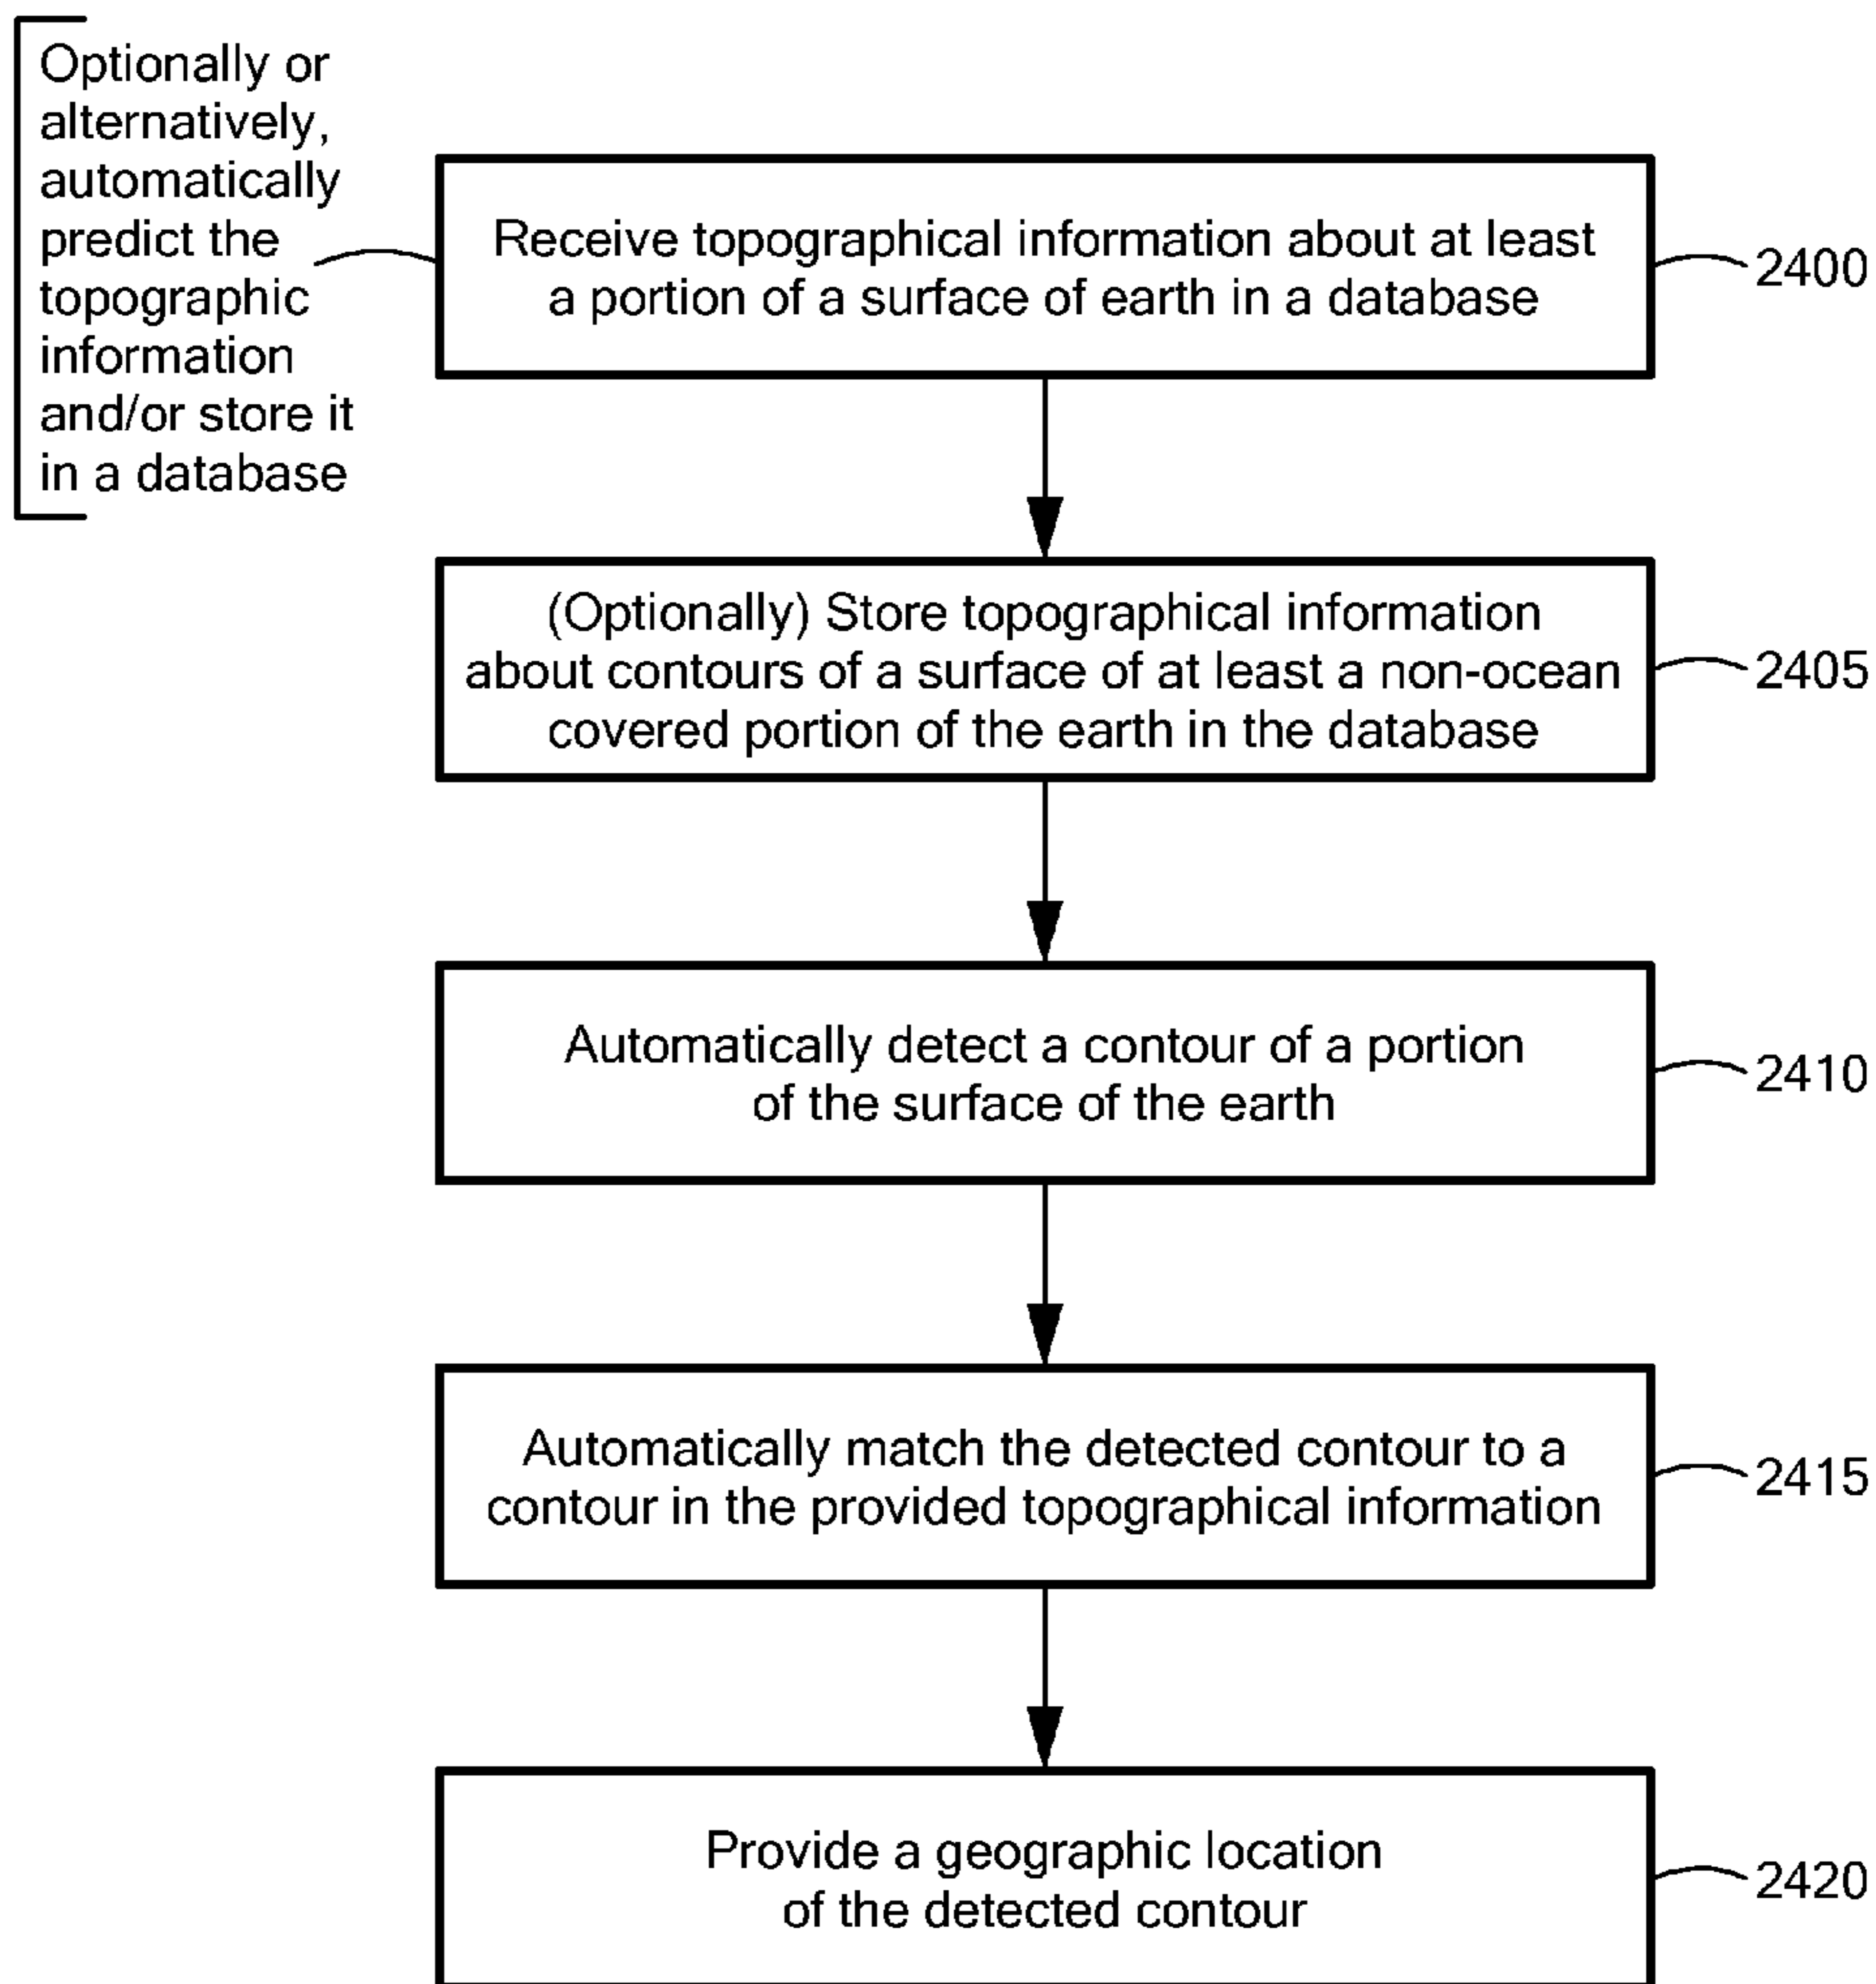 Optionally or
alternatively,
automatically
predict the
topographic
information
and/or store it
in a database
Receive topographical information about at least
a portion of a surface of earth in a database
2400
(Optionally) Store topographical information
about contours of a surface of at least a non-ocean
covered portion of the earth in the database
2405
Automatically detect a contour of a portion
of the surface of the earth
2410
Automatically match the detected contour to a
contour in the provided topographical information
2415
Provide a geographic location
of the detected contour
2420